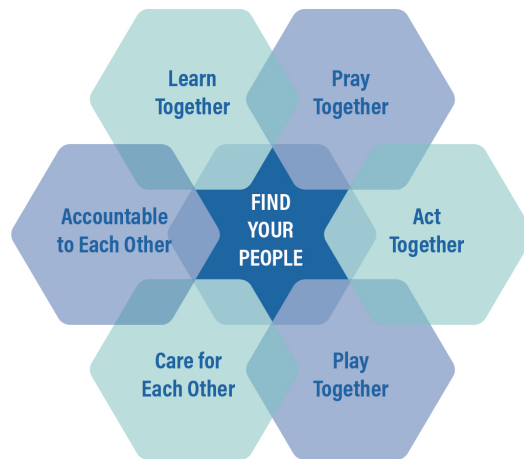 Learn
Together
Pray
Together
Accountable
to Each Other
FIND
YOUR
PEOPLE
Act
Together
Care for
Each Other
Play
Together